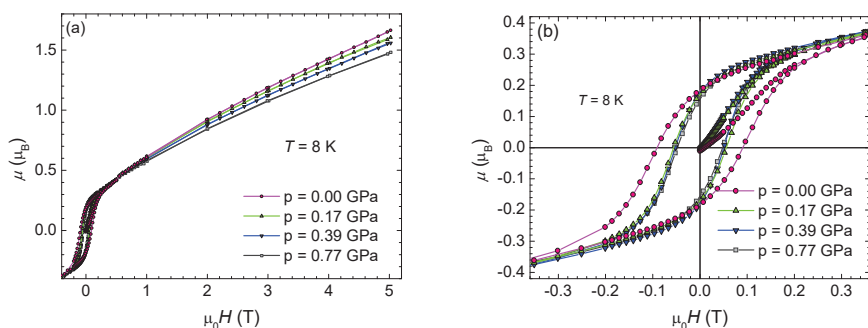 (a)
1.5
1.0
0.5
0.0
μ (μB)
T = 8 K
p = 0.00 GPa
p = 0.17 GPa
p = 0.39 GPa
p = 0.77 GPa
0 1 2 3 4 5
μ0H (T)
(b)
0.4
0.3
0.2
0.1
0.0
-0.1
-0.2
-0.3
-0.4
μ (μB)
T = 8 K
p = 0.00 GPa
p = 0.17 GPa
p = 0.39 GPa
p = 0.77 GPa
-0.3 -0.2 -0.1 0.0 0.1 0.2 0.3
μ0H (T)